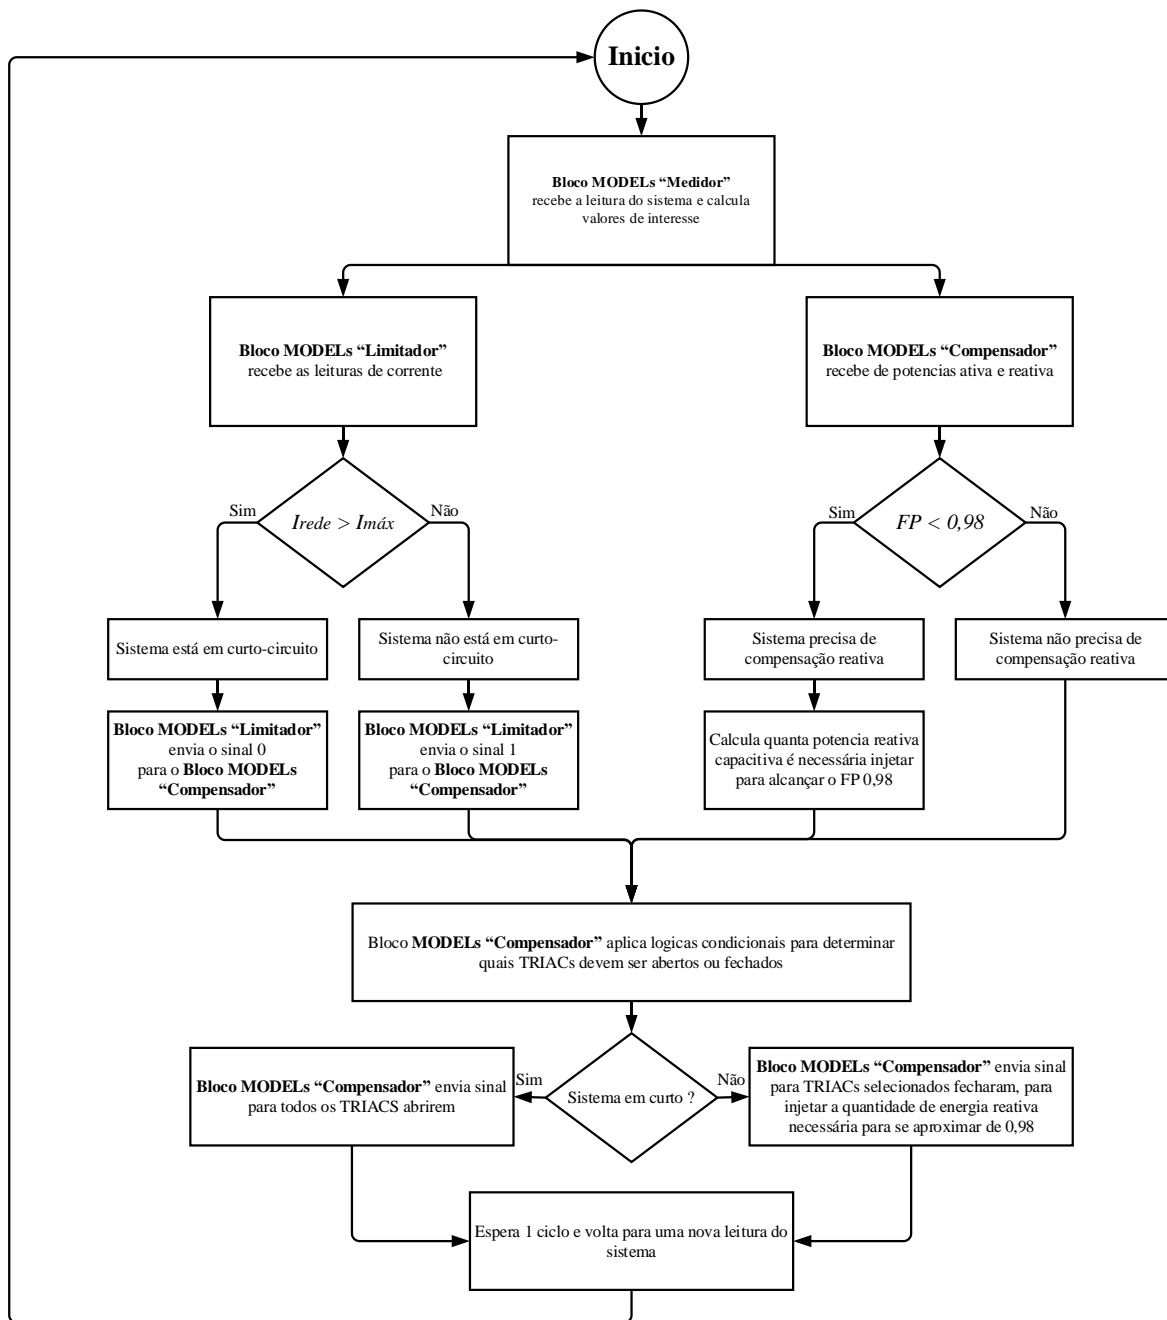 Inicio
Bloco MODELs “Medidor”
recebe a leitura do sistema e calcula
valores de interesse
Bloco MODELs “Limitador”
recebe as leituras de corrente
Bloco MODELs “Compensador”
recebe de potencias ativa e reativa
Sim
Irede > Imáx
Não
Sim
FP < 0,98
Não
Sistema está em curto-circuito
Sistema não está em curto-
circuito
Sistema precisa de
compensação reativa
Sistema não precisa de
compensação reativa
Bloco MODELs “Limitador”
envia o sinal 0
para o Bloco MODELs
“Compensador”
Bloco MODELs “Limitador”
envia o sinal 1
para o Bloco MODELs
“Compensador”
Calcula quanta potencia reativa
capacitiva é necessária injetar
para alcançar o FP 0,98
Bloco MODELs “Compensador” aplica logicas condicionais para determinar
quais TRIACs devem ser abertos ou fechados
Bloco MODELs “Compensador” envia sinal
para todos os TRIACS abrirem
Sim
Sistema em curto ?
Não
Bloco MODELs “Compensador” envia sinal
para TRIACs selecionados fecharam, para
injetar a quantidade de energia reativa
necessária para se aproximar de 0,98
Espera 1 ciclo e volta para uma nova leitura do
sistema